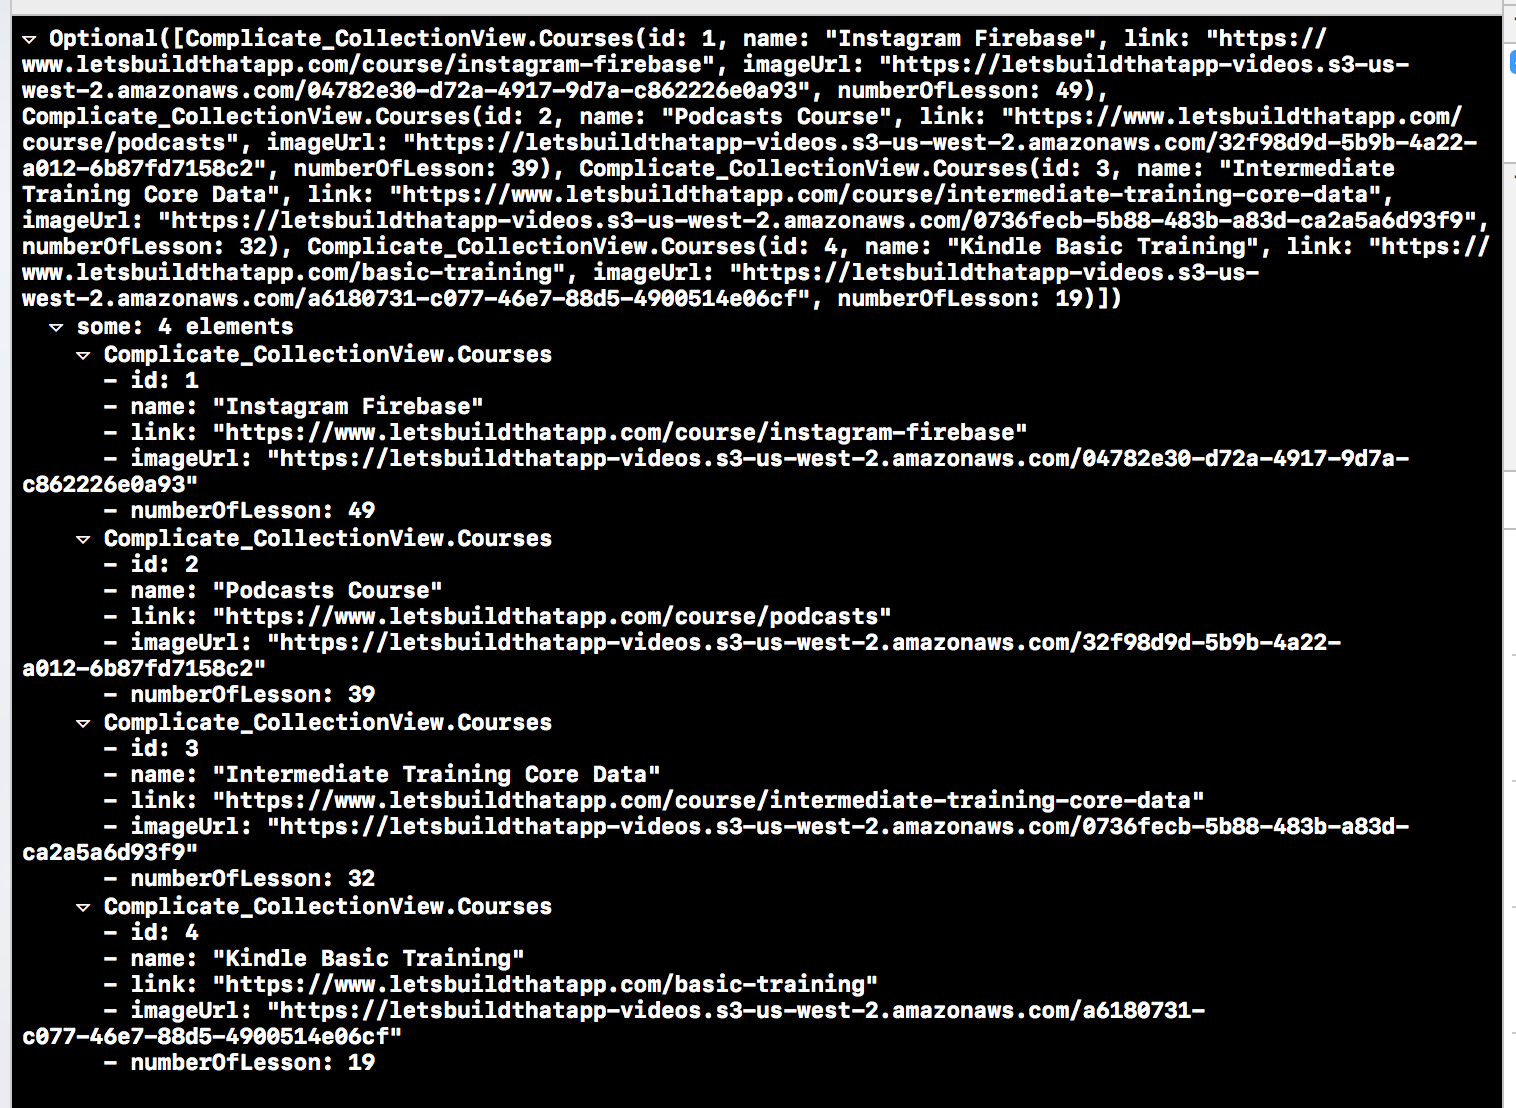 ▿ Optional([Complicate_CollectionView.Courses(id: 1, name: "Instagram Firebase", link: "https://
www.letsbuildthatapp.com/course/instagram-firebase", imageUrl: "https://letsbuildthatapp-videos.s3-us-
west-2.amazonaws.com/04782e30-d72a-4917-9d7a-c862226e0a93", numberOfLesson: 49),
Complicate_CollectionView.Courses(id: 2, name: "Podcasts Course", link: "https://www.letsbuildthatapp.com/
course/podcasts", imageUrl: "https://letsbuildthatapp-videos.s3-us-west-2.amazonaws.com/32f98d9d-5b9b-4a22-
a012-6b87fd7158c2", numberOfLesson: 39), Complicate_CollectionView.Courses(id: 3, name: "Intermediate
Training Core Data", link: "https://www.letsbuildthatapp.com/course/intermediate-training-core-data",
imageUrl: "https://letsbuildthatapp-videos.s3-us-west-2.amazonaws.com/0736fecb-5b88-483b-a83d-ca2a5a6d93f9",
numberOfLesson: 32), Complicate_CollectionView.Courses(id: 4, name: "Kindle Basic Training", link: "https://
www.letsbuildthatapp.com/basic-training", imageUrl: "https://letsbuildthatapp-videos.s3-us-
west-2.amazonaws.com/a6180731-c077-46e7-88d5-4900514e06cf", numberOfLesson: 19)])
▿ some: 4 elements
▿ Complicate_CollectionView.Courses
- id: 1
- name: "Instagram Firebase"
- link: "https://www.letsbuildthatapp.com/course/instagram-firebase"
- imageUrl: "https://letsbuildthatapp-videos.s3-us-west-2.amazonaws.com/04782e30-d72a-4917-9d7a-
c862226e0a93"
- numberOfLesson: 49
▿ Complicate_CollectionView.Courses
- id: 2
- name: "Podcasts Course"
- link: "https://www.letsbuildthatapp.com/course/podcasts"
- imageUrl: "https://letsbuildthatapp-videos.s3-us-west-2.amazonaws.com/32f98d9d-5b9b-4a22-
a012-6b87fd7158c2"
- numberOfLesson: 39
▿ Complicate_CollectionView.Courses
- id: 3
- name: "Intermediate Training Core Data"
- link: "https://www.letsbuildthatapp.com/course/intermediate-training-core-data"
- imageUrl: "https://letsbuildthatapp-videos.s3-us-west-2.amazonaws.com/0736fecb-5b88-483b-a83d-
ca2a5a6d93f9"
- numberOfLesson: 32
▿ Complicate_CollectionView.Courses
- id: 4
- name: "Kindle Basic Training"
- link: "https://www.letsbuildthatapp.com/basic-training"
- imageUrl: "https://letsbuildthatapp-videos.s3-us-west-2.amazonaws.com/a6180731-
c077-46e7-88d5-4900514e06cf"
- numberOfLesson: 19